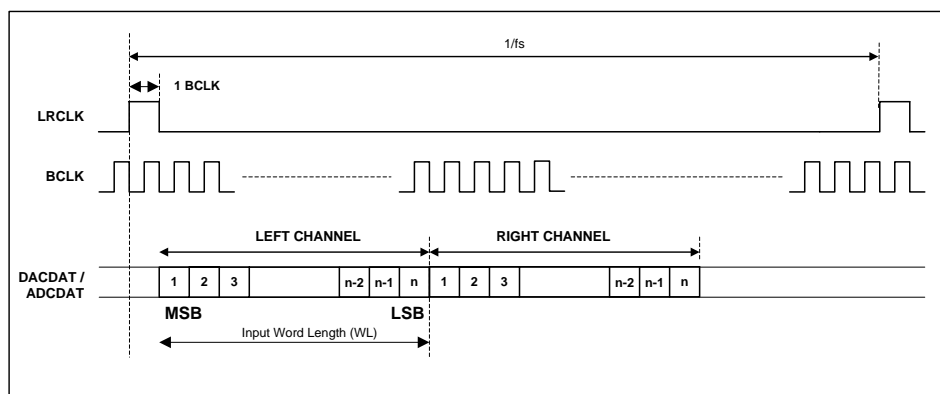 1/fs
1 BCLK
LRCLK
BCLK
LEFT CHANNEL
RIGHT CHANNEL
DACDAT /
ADCDAT
1 2 3 n-2 n-1 n 1 2 3 n-2 n-1 n
MSB LSB
Input Word Length (WL)